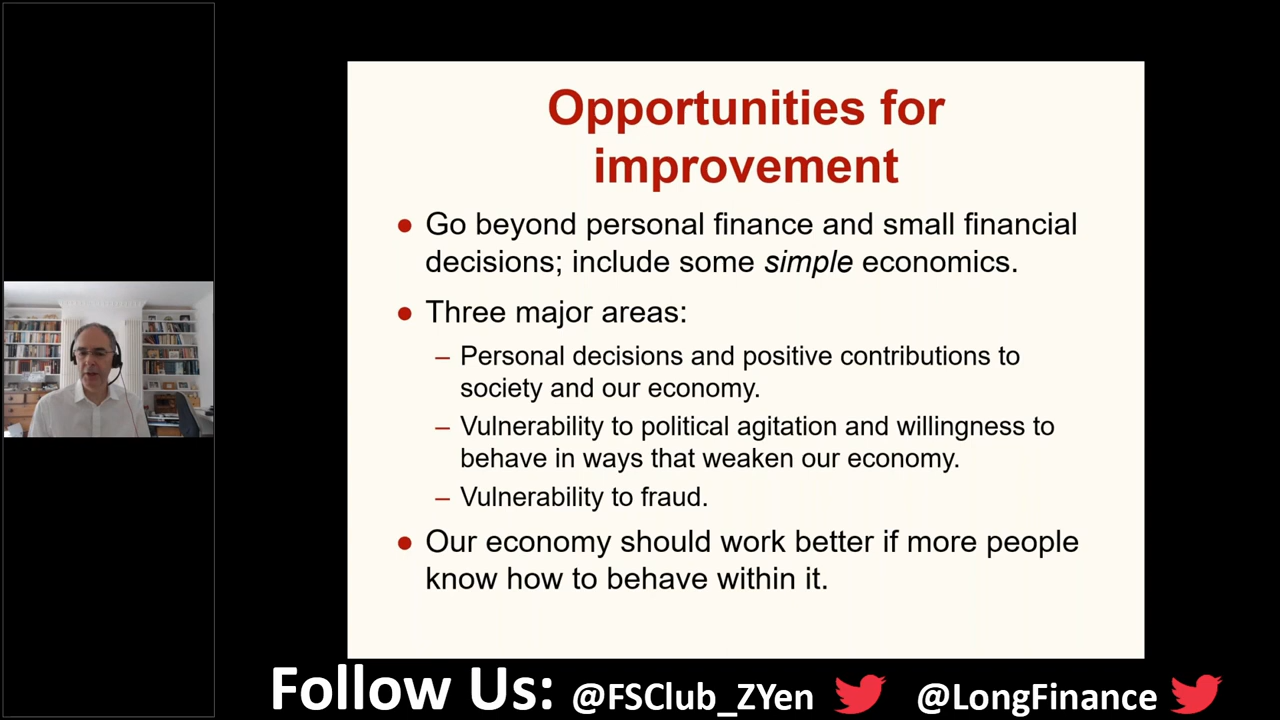 Opportunities for
improvement
● Go beyond personal finance and small financial
decisions; include some simple economics.
● Three major areas:
– Personal decisions and positive contributions to
society and our economy.
– Vulnerability to political agitation and willingness to
behave in ways that weaken our economy.
– Vulnerability to fraud.
● Our economy should work better if more people
know how to behave within it.
Follow Us: @FSClub_ZYen @LongFinance